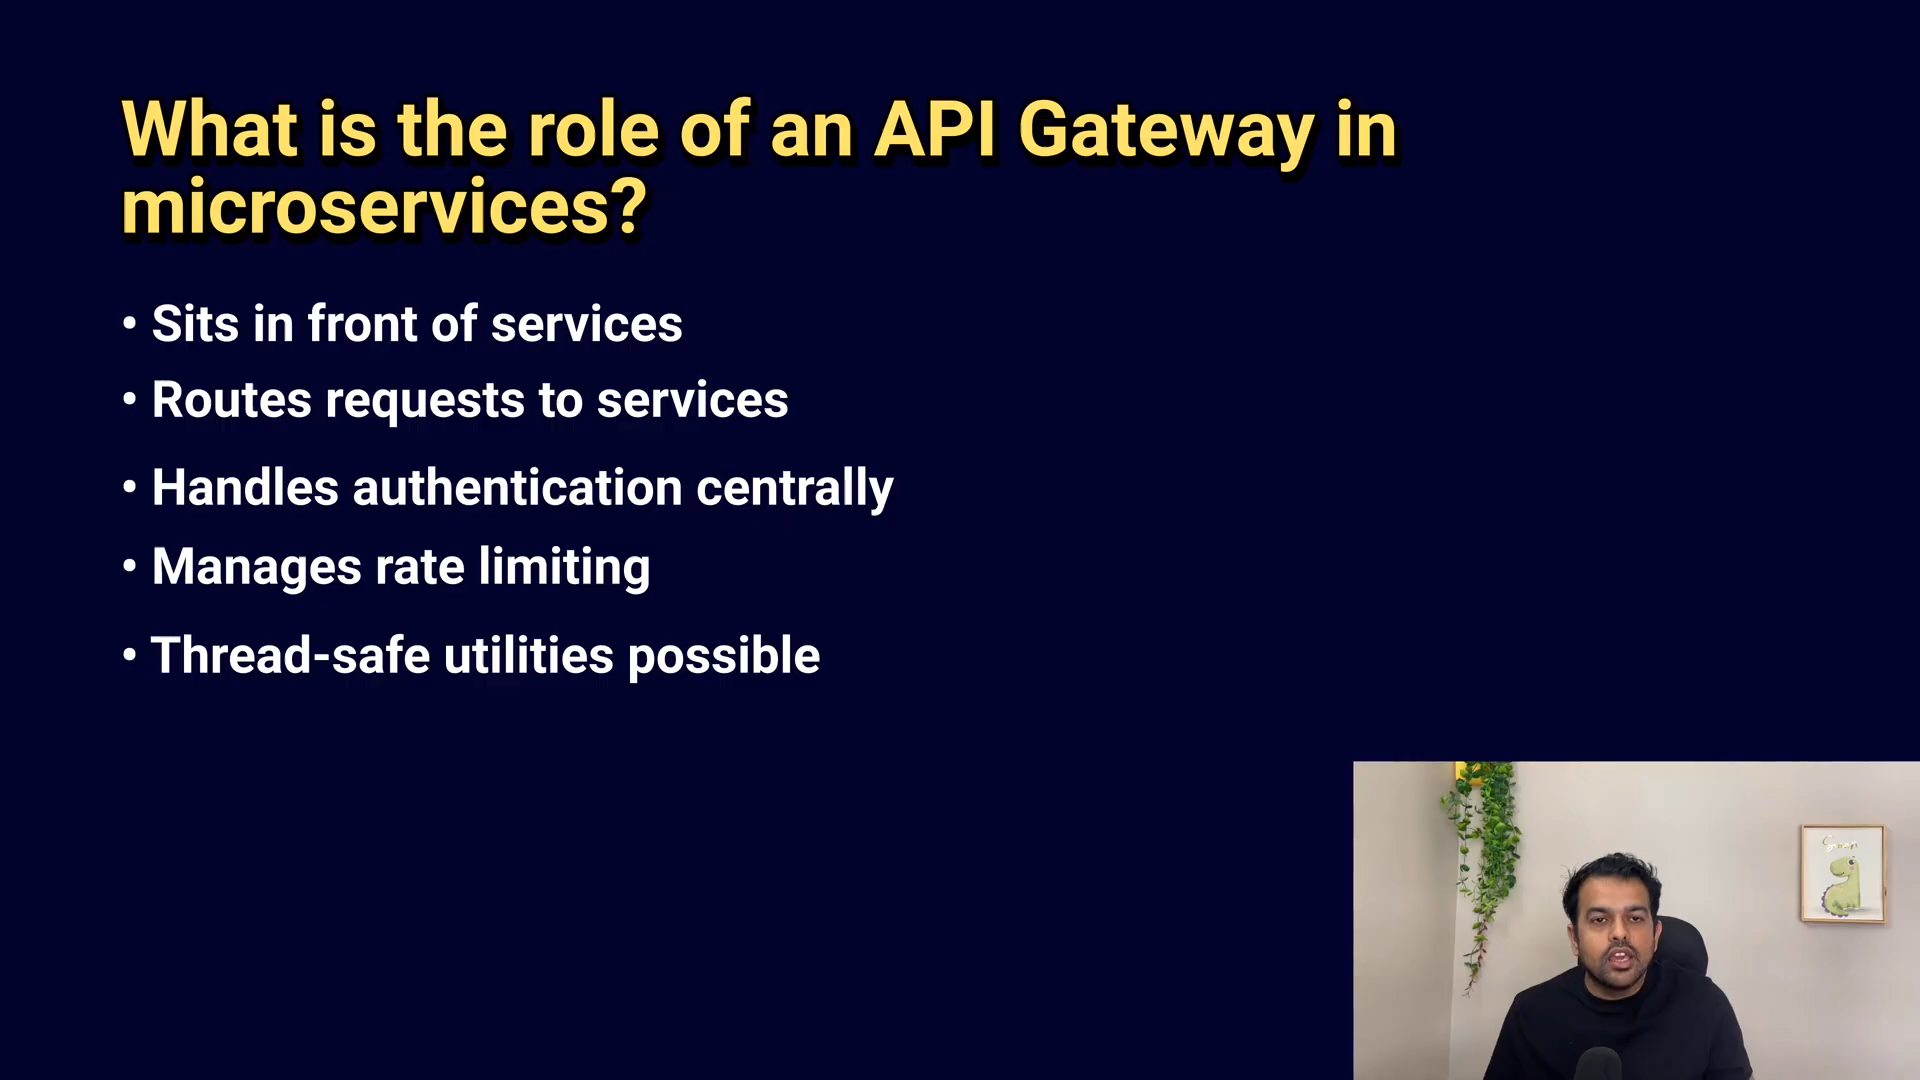 What is the role of an API Gateway in
microservices?
• Sits in front of services
• Routes requests to services
• Handles authentication centrally
• Manages rate limiting
• Thread-safe utilities possible